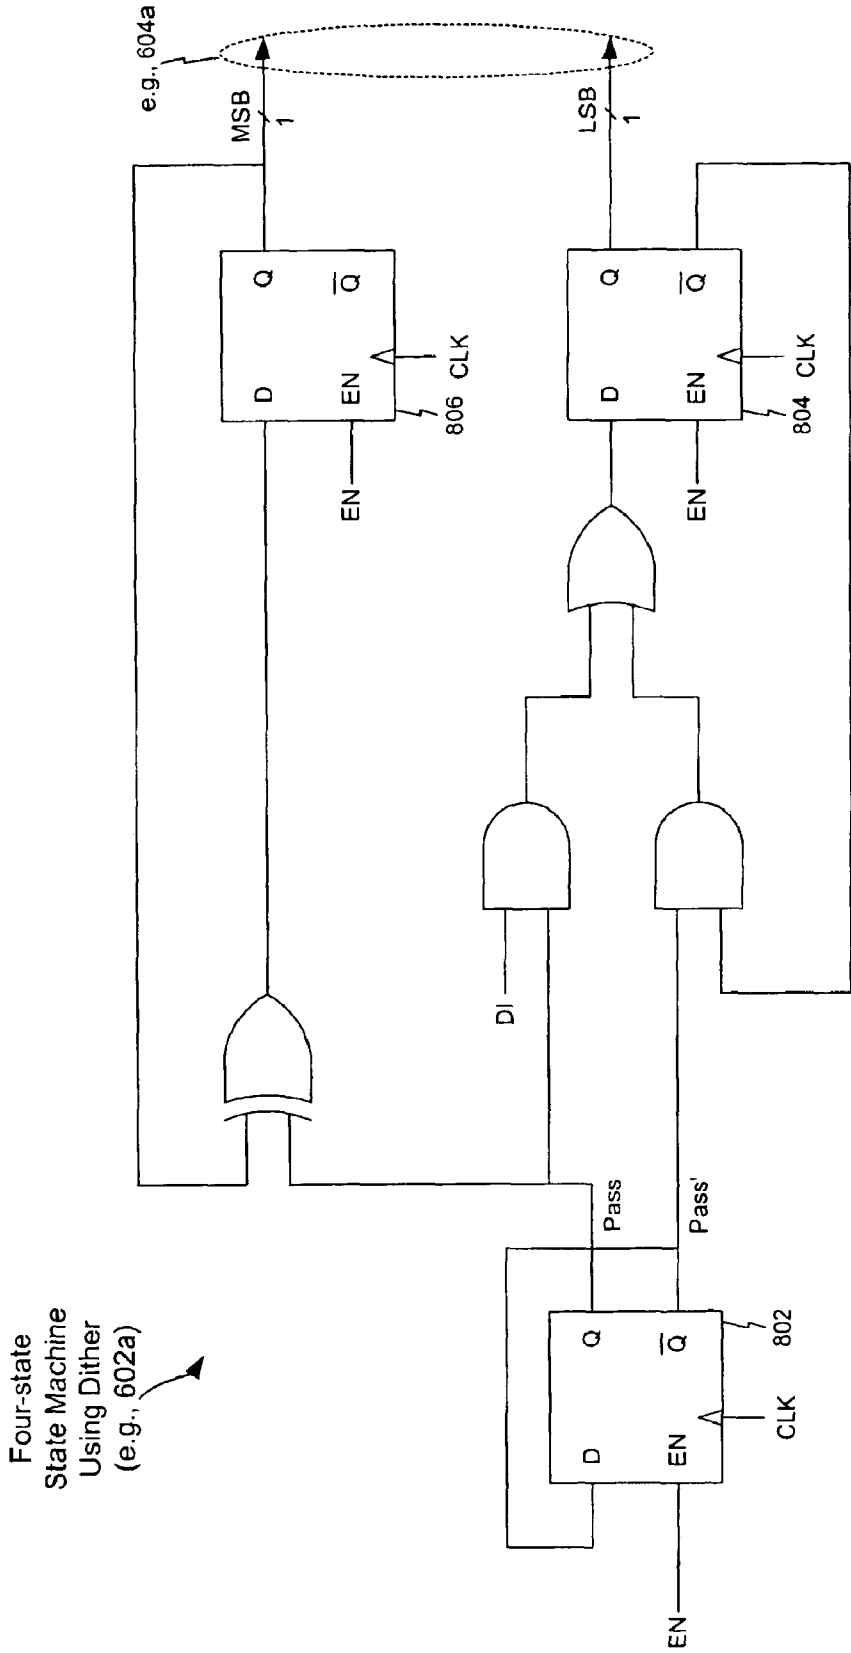 Four-state
State Machine
Using Dither
(e.g., 602a)
e.g., 604a
MSB
1
D
Q
EN
Q
EN
806
CLK
LSB
1
D
Q
EN
Q
EN
804
CLK
DI
Pass
Pass'
D
Q
EN
Q
EN
802
CLK